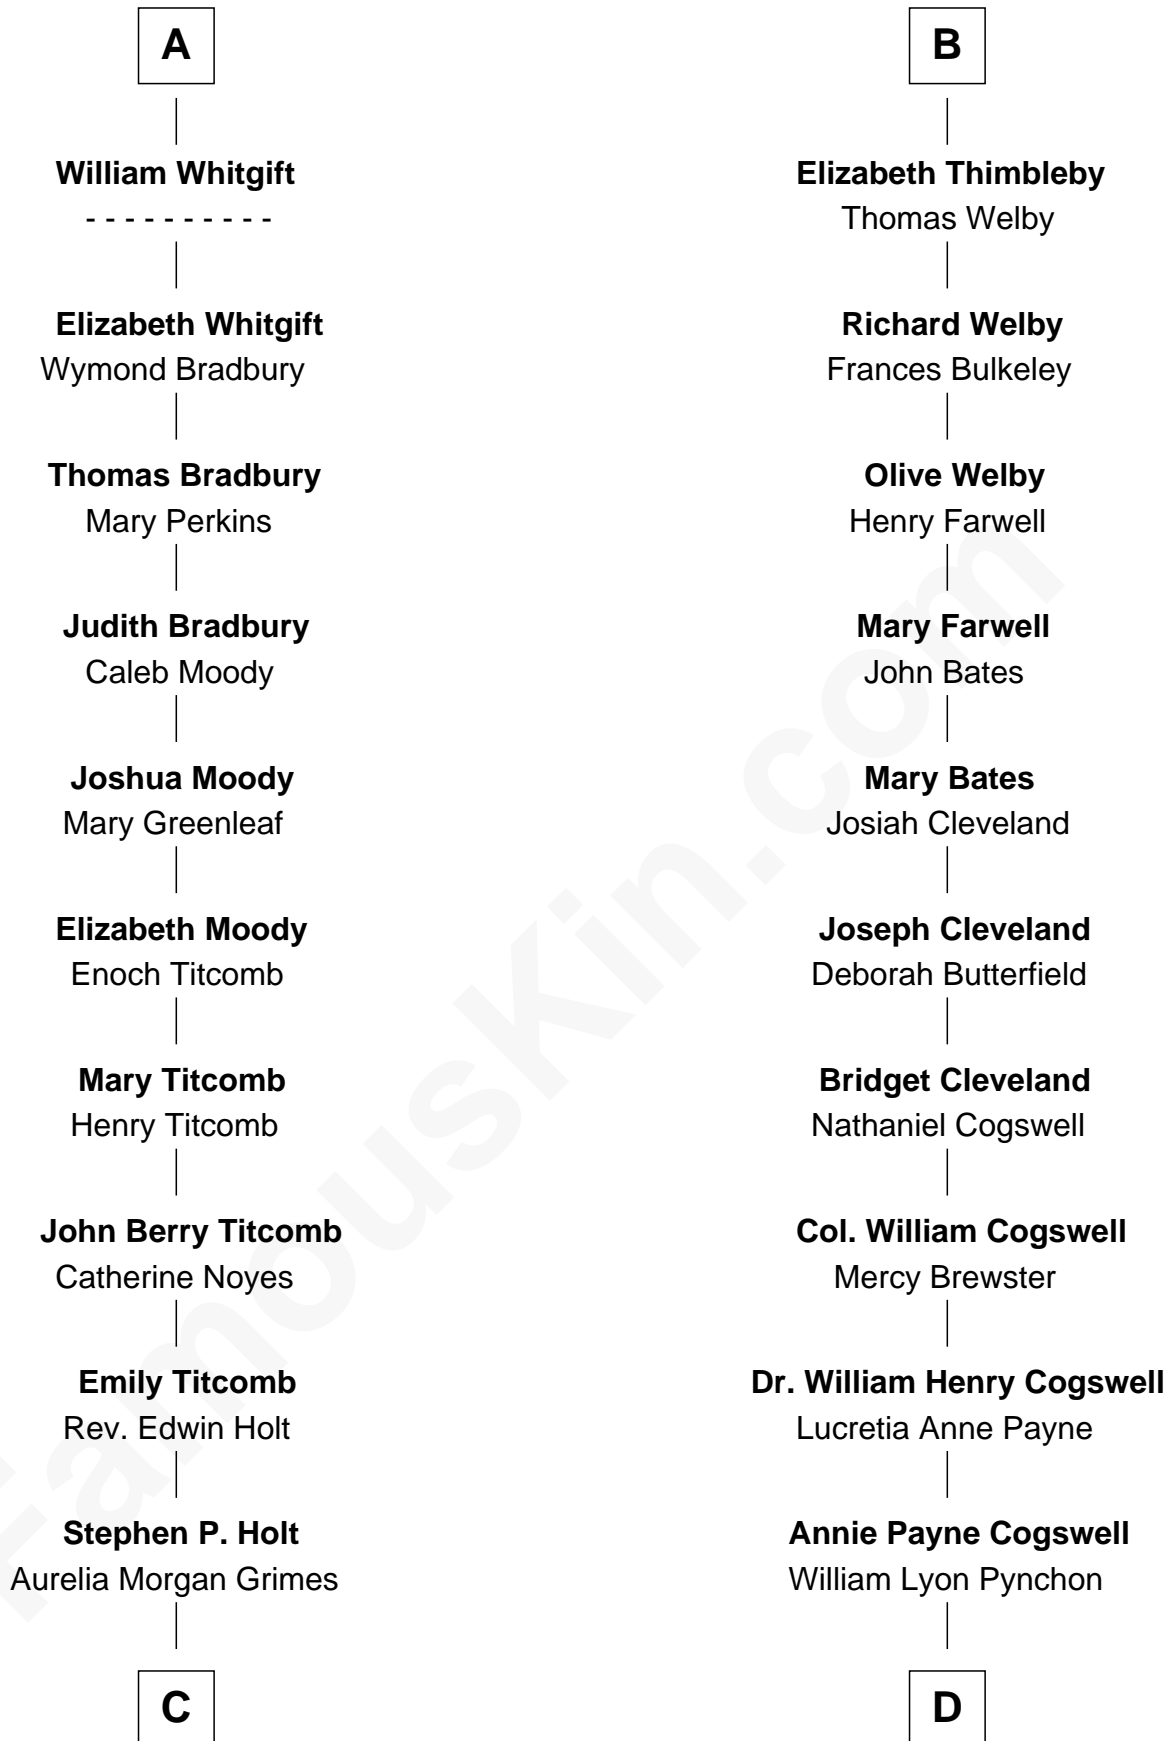 A
William Whitgift
- - - - - - - - - -
Elizabeth Whitgift
Wymond Bradbury
Thomas Bradbury
Mary Perkins
Judith Bradbury
Caleb Moody
Joshua Moody
Mary Greenleaf
Elizabeth Moody
Enoch Titcomb
Mary Titcomb
Henry Titcomb
John Berry Titcomb
Catherine Noyes
Emily Titcomb
Rev. Edwin Holt
Stephen P. Holt
Aurelia Morgan Grimes
C
B
Elizabeth Thimbleby
Thomas Welby
Richard Welby
Frances Bulkeley
Olive Welby
Henry Farwell
Mary Farwell
John Bates
Mary Bates
Josiah Cleveland
Joseph Cleveland
Deborah Butterfield
Bridget Cleveland
Nathaniel Cogswell
Col. William Cogswell
Mercy Brewster
Dr. William Henry Cogswell
Lucretia Anne Payne
Annie Payne Cogswell
William Lyon Pynchon
D
FamousKin.com